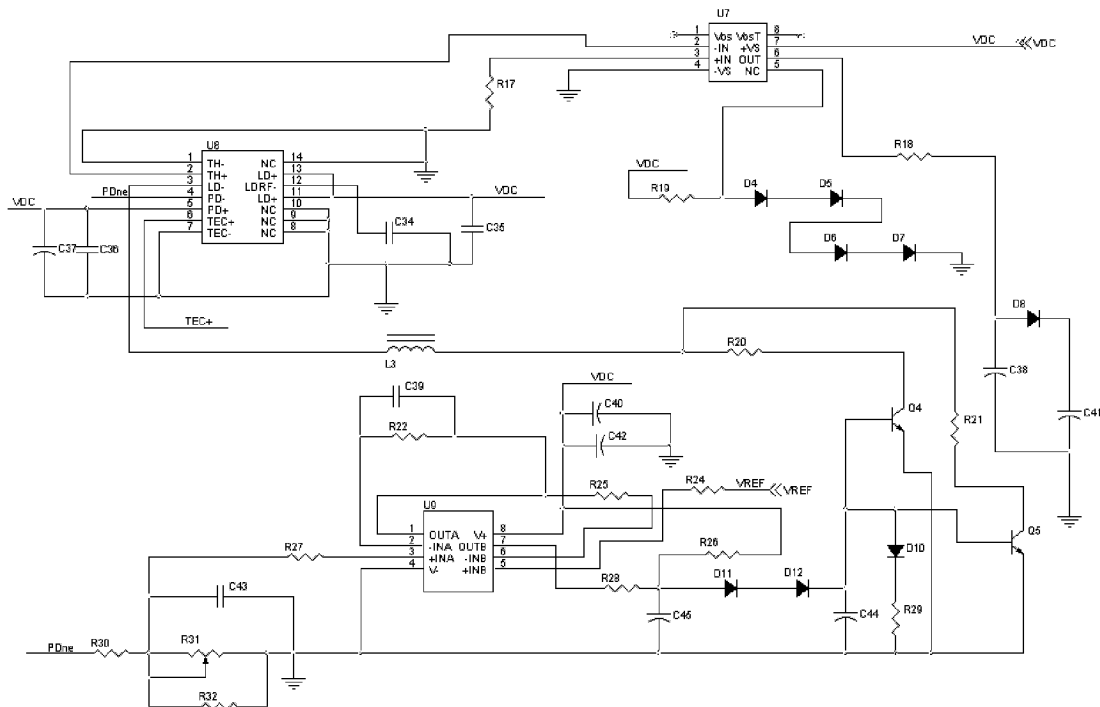 U7
1 Vos VosT 8
2 -IN +VS 7
3 +IN OUT 6
4 -VS NC 5
VDC
VDC
R17
R18
U8
1 TH- NC 14
2 TH+ LD+ 13
3 LD- LDRF- 12
4 PD- LD+ 11
5 PD+ NC 10
6 TEC+ NC 9
7 TEC- NC 8
PDne
VDC
VDC
VDC
R19
D4
D5
D6
D7
C37
C36
C34
C35
TEC+
L3
R20
D8
C38
C41
C39
R22
VDC
C40
C42
Q4
R21
R25
R24
VREF
VREF
U9
1 OUTA V+ 8
2 -INA OUTB 7
3 +INA -INB 6
4 V- +INB 5
R27
R26
Q5
D10
R28
D11
D12
C43
C45
C44
R29
PDne
R30
R31
R32